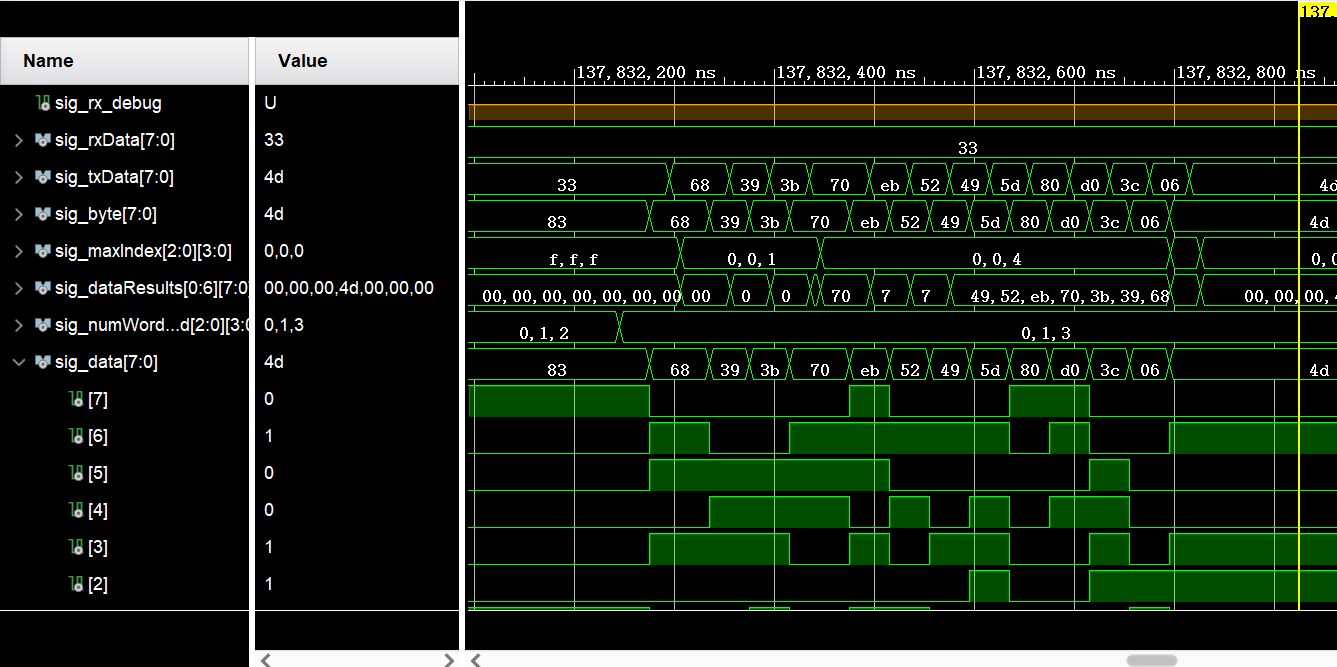 137.
Name Value
137,832,200 ns 137,832,400 ns 137,832,600 ns 137,832,800 ns
sig_rx_debug U
sig_rxData[7:0] 33 33
sig_txData[7:0] 4d 33 68 39 3b 70 eb 52 49 5d 80 d0 3c 06 4d
sig_byte[7:0] 4d 83 68 39 3b 70 eb 52 49 5d 80 d0 3c 06 4d
sig_maxIndex[2:0][3:0] 0,0,0 f,f,f 0,0,1 0,0,4 0,0
sig_dataResults[0:6][7:0 00,00,00,4d,00,00,00 00,00,00,00,00,00,00 00 0 0 70 7 7 49,52,eb,70,3b,39,68 00,00,00,4
sig_numWord...d[2:0][3:0 0,1,3 0,1,2 0,1,3
sig_data[7:0] 4d 83 68 39 3b 70 eb 52 49 5d 80 d0 3c 06 4d
[7] 0
[6] 1
[5] 0
[4] 0
[3] 1
[2] 1